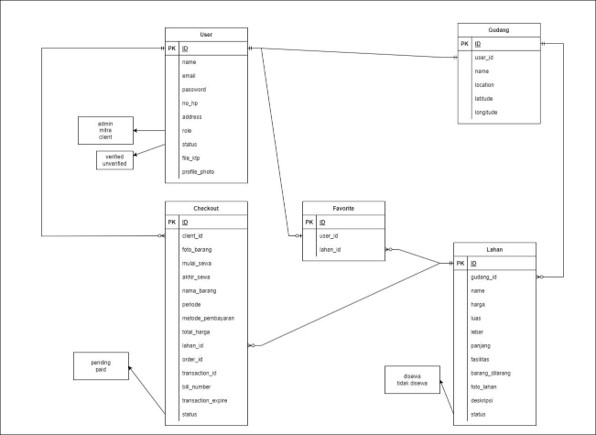 User
PK ID
name
email
password
no_hp
address
role
status
file_ktp
profile_photo
admin
mitra
client
verified
unverified
Gudang
PK ID
user_id
name
location
latitude
longitude
Checkout
PK ID
client_id
foto_barang
mulai_sewa
akhir_sewa
nama_barang
periode
metode_pembayaran
total_harga
lahan_id
order_id
transaction_id
bill_number
transaction_expire
status
pending
paid
Favorite
PK ID
user_id
lahan_id
Lahan
PK ID
gudang_id
name
harga
luas
lebar
panjang
fasilitas
barang_dilarang
foto_lahan
deskripsi
status
disewa
tidak disewa